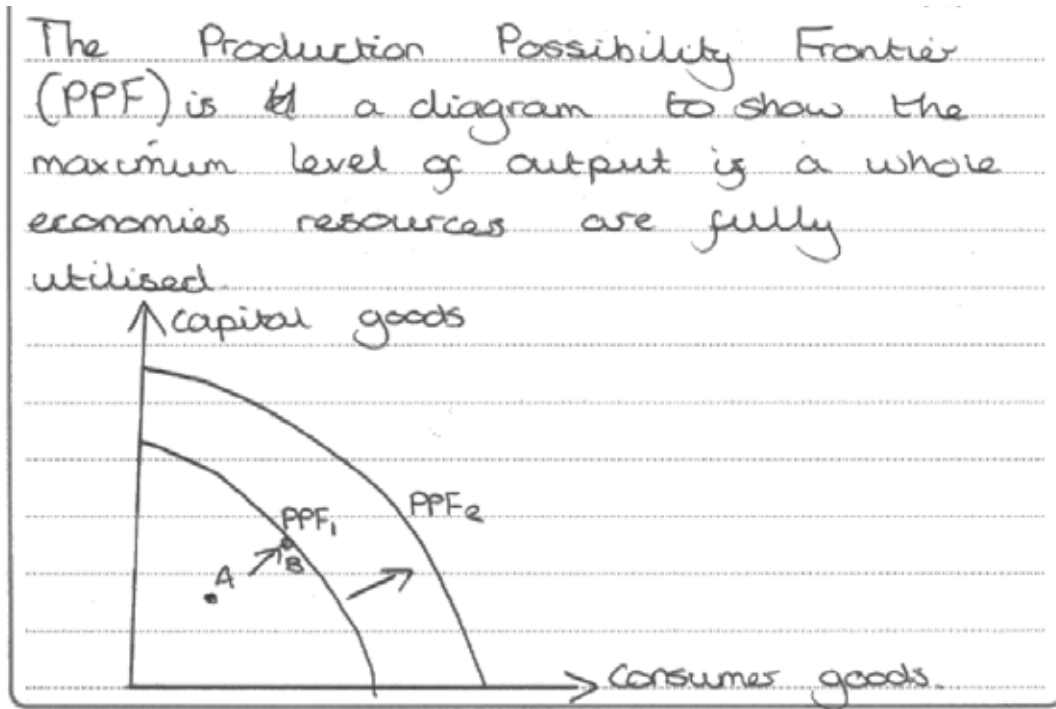 The Production Possibility Frontier
(PPF) is a diagram to show the
maximum level of output if a whole
economies resources are fully
utilised.
Capital goods
PPF₁
PPF₂
A
B
Consumer goods.